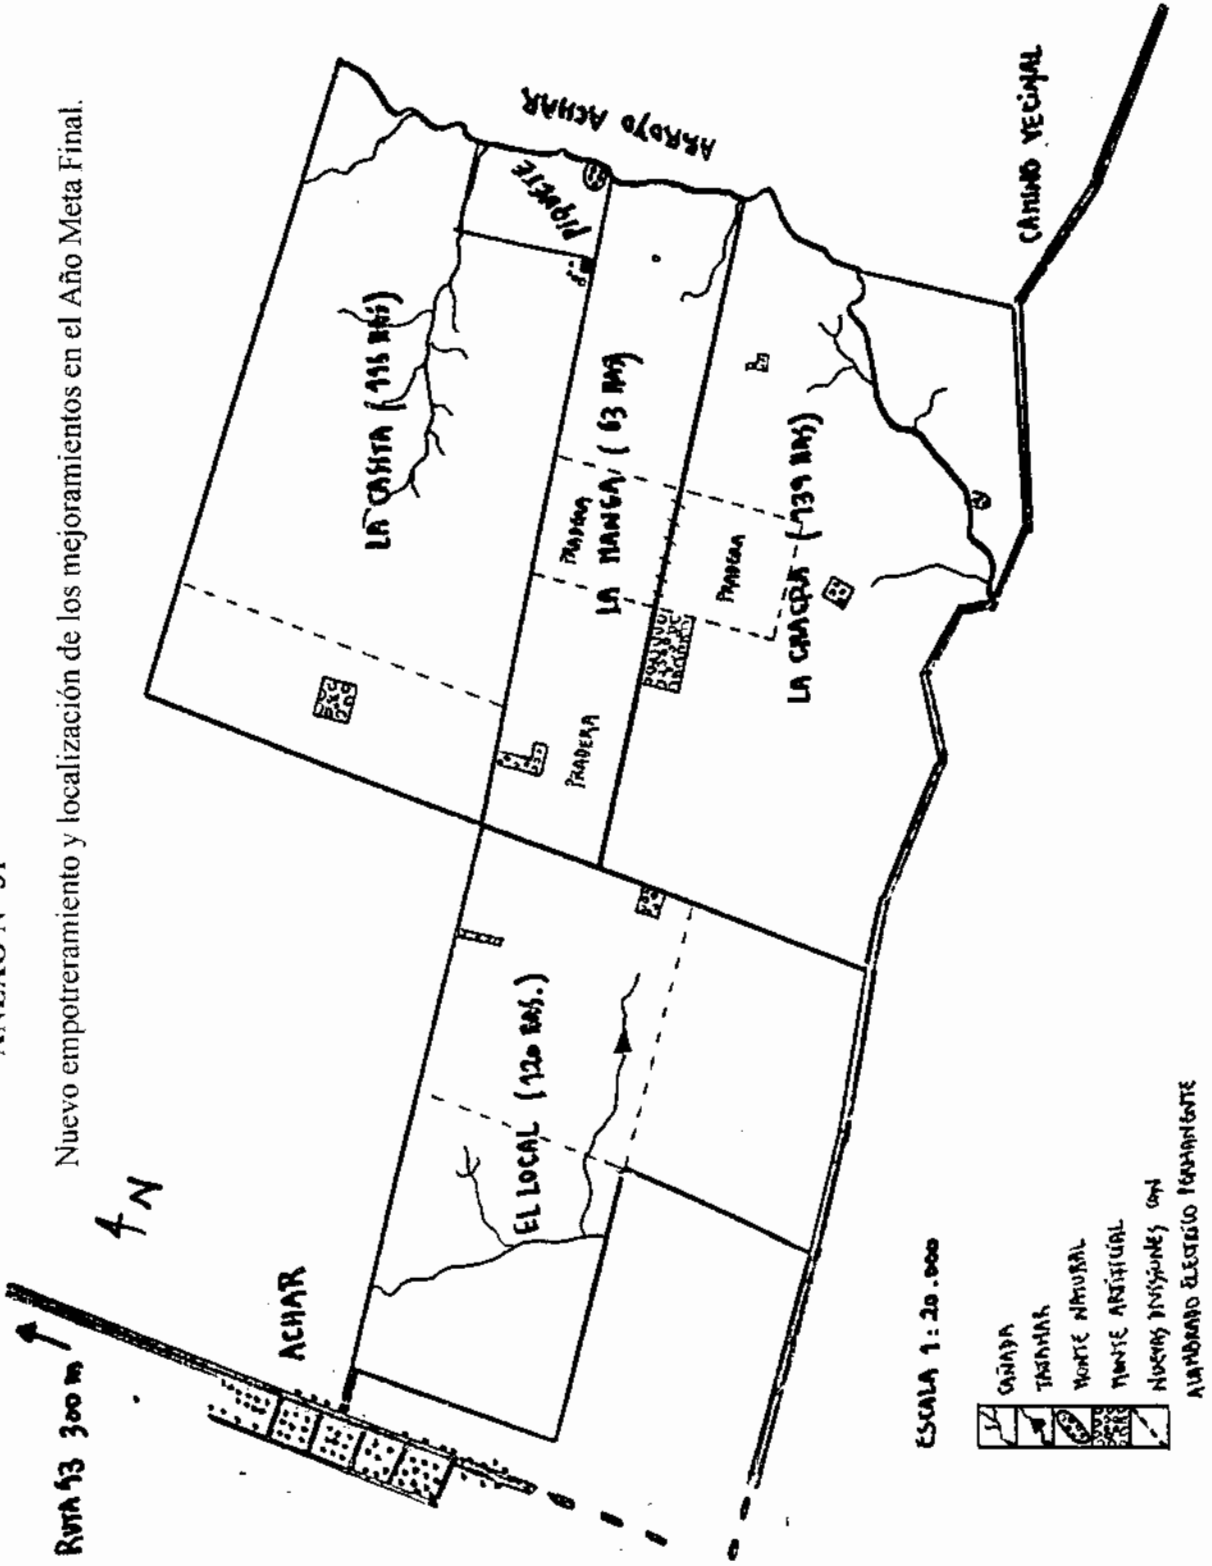 Nuevo empotreramiento y localización de los mejoramientos en el Año Meta Final.
RUTA 43 300 m
N
ACHAR
EL LOCAL (120 HAS.)
LA CASITA (116 HAS)
PIQUETE
ARROYO ACHAR
PRADERA
PRADERA
LA MANGA (63 HAS)
PRADERA
LA CHACRA (139 HAS)
CAMINO VECINAL
ESCALA 1:20.000
CAÑADA
TAJAMAR
MONTE NATURAL
MONTE ARTIFICIAL
NUEVAS DIVISIONES CON
ALAMBRADO ELECTRICO PERMANENTE